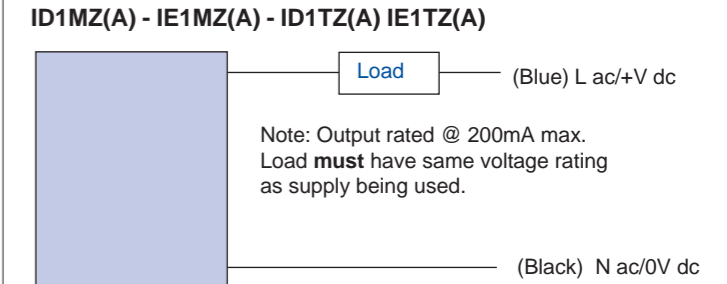 ID1MZ(A) - IE1MZ(A) - ID1TZ(A) IE1TZ(A)
Load
(Blue) L ac/+V dc
Note: Output rated @ 200mA max.
Load must have same voltage rating
as supply being used.
(Black) N ac/0V dc